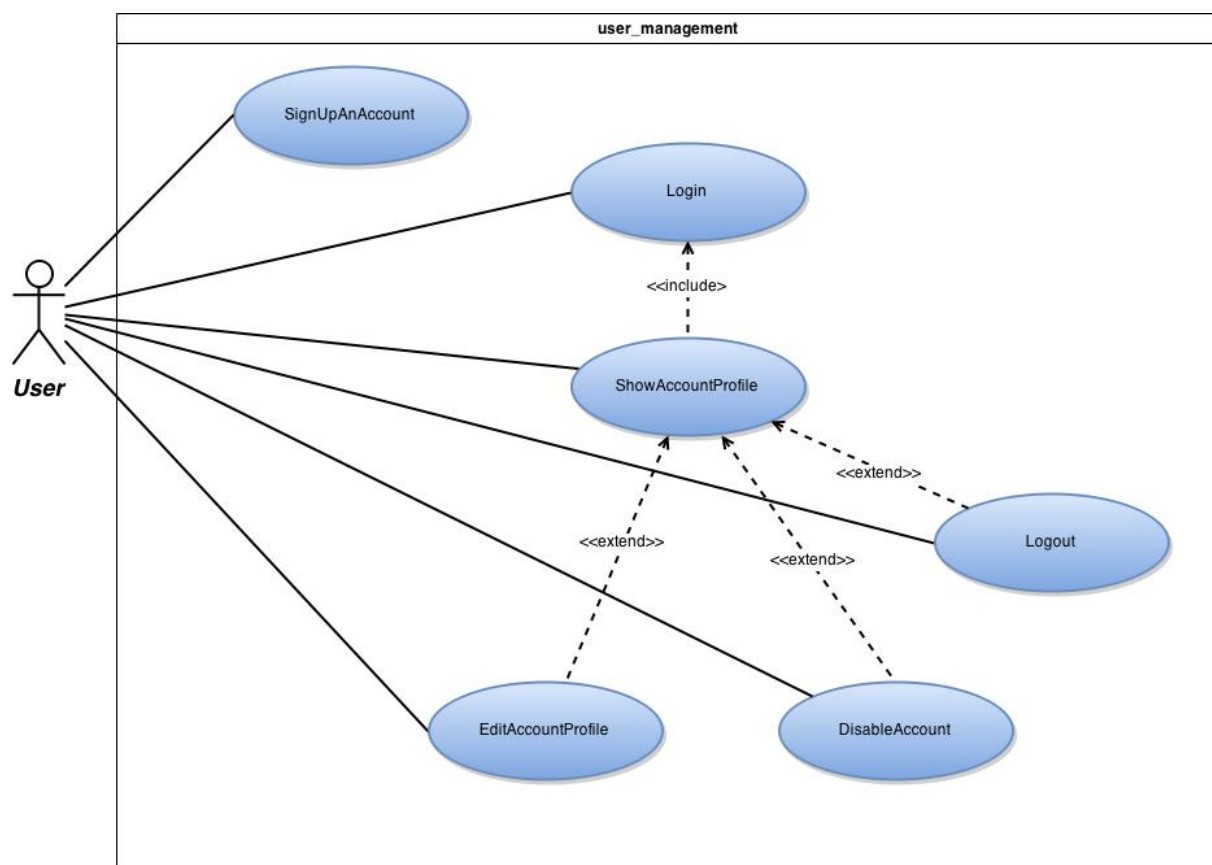 user_management
SignUpAnAccount
Login
<<include>
ShowAccountProfile
User
<<extend>>
Logout
<<extend>>
<<extend>>
EditAccountProfile
DisableAccount